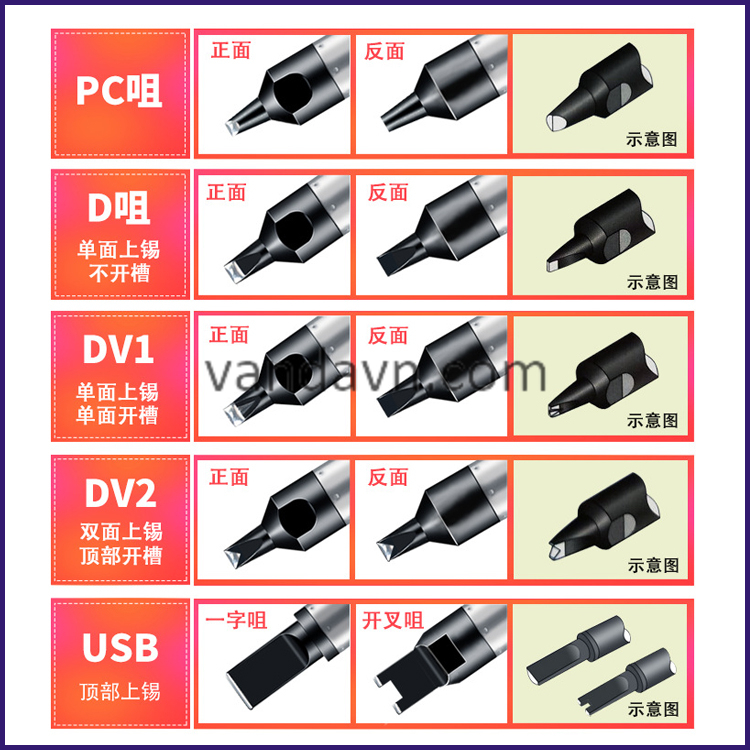 PC咀
正面
反面
示意图
D咀
单面上锡
不开槽
正面
反面
示意图
DV1
单面上锡
单面开槽
正面
反面
示意图
vandavn.com
DV2
双面上锡
顶部开槽
正面
反面
示意图
USB
顶部上锡
一字咀
开叉咀
示意图